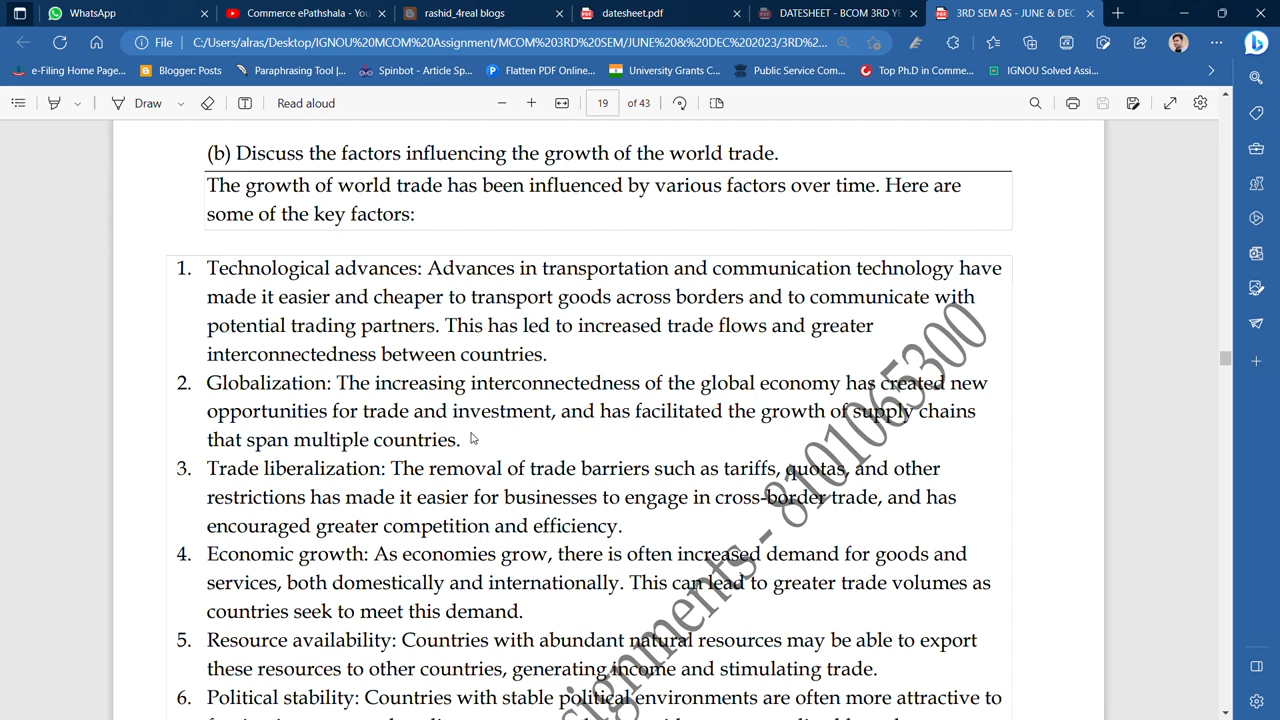 WhatsApp
Commerce ePathshala - You
rashid_4real blogs
datesheet.pdf
DATESHEET - BCOM 3RD YE
3RD SEM AS - JUNE & DEC
File
C:/Users/alras/Desktop/IGNOU%20MCOM%20Assignment/MCOM%203RD%20SEM/JUNE%20&%20DEC%202023/3RD%2...
e-Filing Home Page...
Blogger: Posts
Paraphrasing Tool |...
Spinbot - Article Sp...
Flatten PDF Online...
University Grants C...
Public Service Com...
Top Ph.D in Comme...
IGNOU Solved Assi...
Draw
Read aloud
19 of 43
(b) Discuss the factors influencing the growth of the world trade.
The growth of world trade has been influenced by various factors over time. Here are
some of the key factors:
1. Technological advances: Advances in transportation and communication technology have
made it easier and cheaper to transport goods across borders and to communicate with
potential trading partners. This has led to increased trade flows and greater
interconnectedness between countries.
2. Globalization: The increasing interconnectedness of the global economy has created new
opportunities for trade and investment, and has facilitated the growth of supply chains
that span multiple countries.
3. Trade liberalization: The removal of trade barriers such as tariffs, quotas, and other
restrictions has made it easier for businesses to engage in cross-border trade, and has
encouraged greater competition and efficiency.
4. Economic growth: As economies grow, there is often increased demand for goods and
services, both domestically and internationally. This can lead to greater trade volumes as
countries seek to meet this demand.
5. Resource availability: Countries with abundant natural resources may be able to export
these resources to other countries, generating income and stimulating trade.
6. Political stability: Countries with stable political environments are often more attractive to
signments - 8101065300